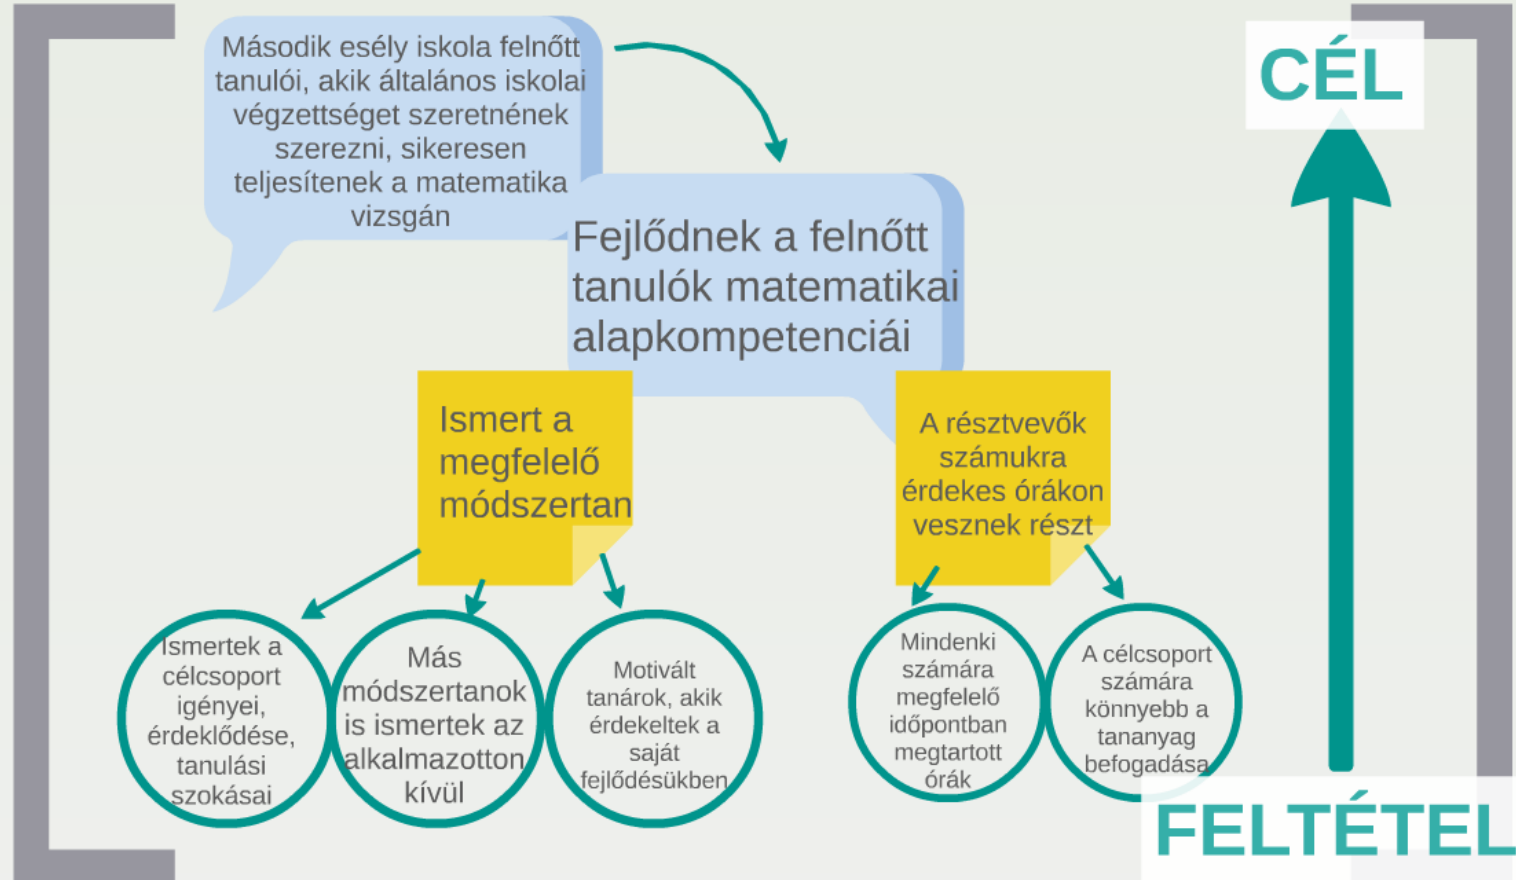 Második esély iskola felnőtt
tanulói, akik általános iskolai
végzettséget szeretnének
szerezni, sikeresen
teljesítenek a matematika
vizsgán
CÉL
Fejlődnek a felnőtt
tanulók matematikai
alapkompetenciái
Ismert a
megfelelő
módszertan
A résztvevők
számukra
érdekes órákon
vesznek részt
Ismertek a
célcsoport
igényei,
érdeklődése,
tanulási
szokásai
Más
módszertanok
is ismertek az
alkalmazotton
kívül
Motivált
tanárok, akik
érdekeltek a
saját
fejlődésükben
Mindenki
számára
megfelelő
időpontban
megtartott
órák
A célcsoport
számára
könnyebb a
tananyag
befogadása
FELTÉTEL